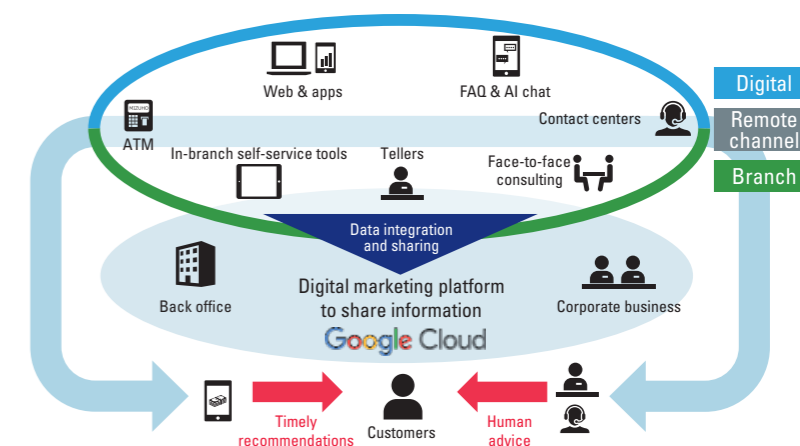 Web & apps
FAQ & AI chat
Digital
MIZUHO
ATM
Contact centers
Remote
channel
In-branch self-service tools
Tellers
Face-to-face
consulting
Branch
Data integration
and sharing
Back office
Digital marketing platform
to share information
Google Cloud
Corporate business
Timely
recommendations
Customers
Human
advice